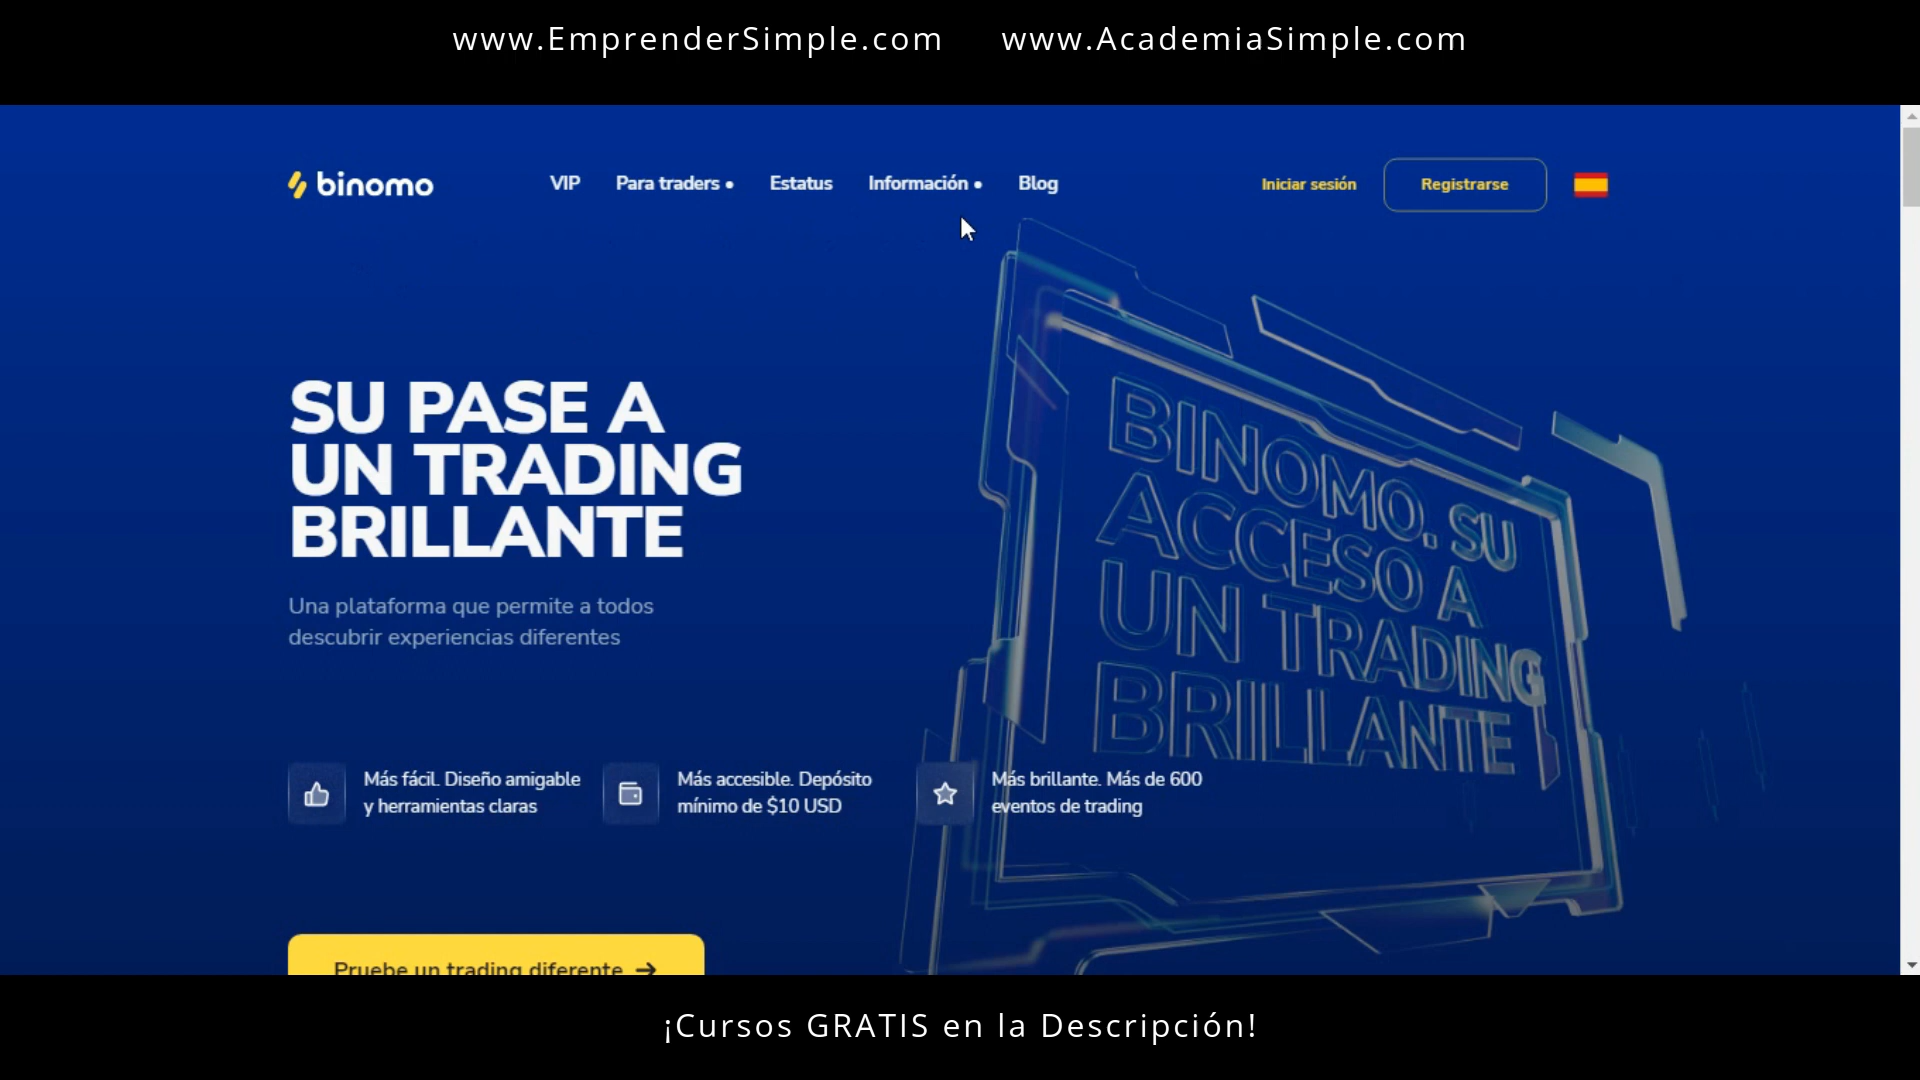 www.EmprenderSimple.com www.AcademiaSimple.com
binomo VIP Para traders • Estatus Información • Blog Iniciar sesión Registrarse
SU PASE A
UN TRADING
BRILLANTE
Una plataforma que permite a todos
descubrir experiencias diferentes
BINOMO. SU
ACCESO A
UN TRADING
BRILLANTE
Más fácil. Diseño amigable
y herramientas claras
Más accesible. Depósito
mínimo de $10 USD
Más brillante. Más de 600
eventos de trading
Pruebe un trading diferente →
¡Cursos GRATIS en la Descripción!